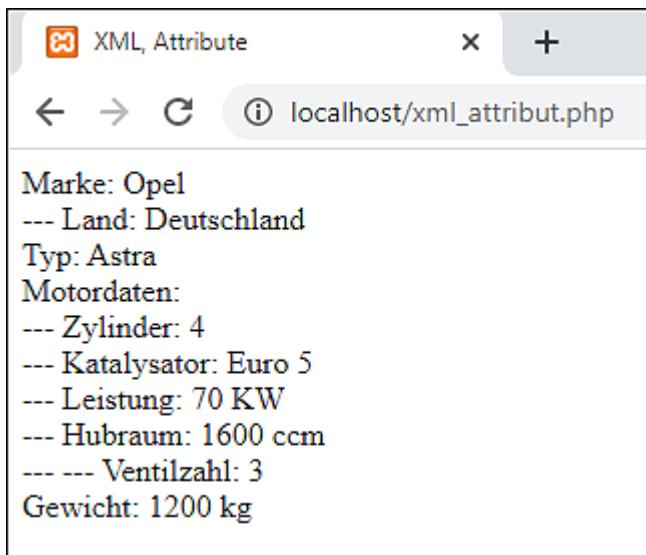 XML, Attribute
localhost/xml_attribut.php
Marke: Opel
--- Land: Deutschland
Typ: Astra
Motordaten:
--- Zylinder: 4
--- Katalysator: Euro 5
--- Leistung: 70 KW
--- Hubraum: 1600 ccm
--- --- Ventilzahl: 3
Gewicht: 1200 kg